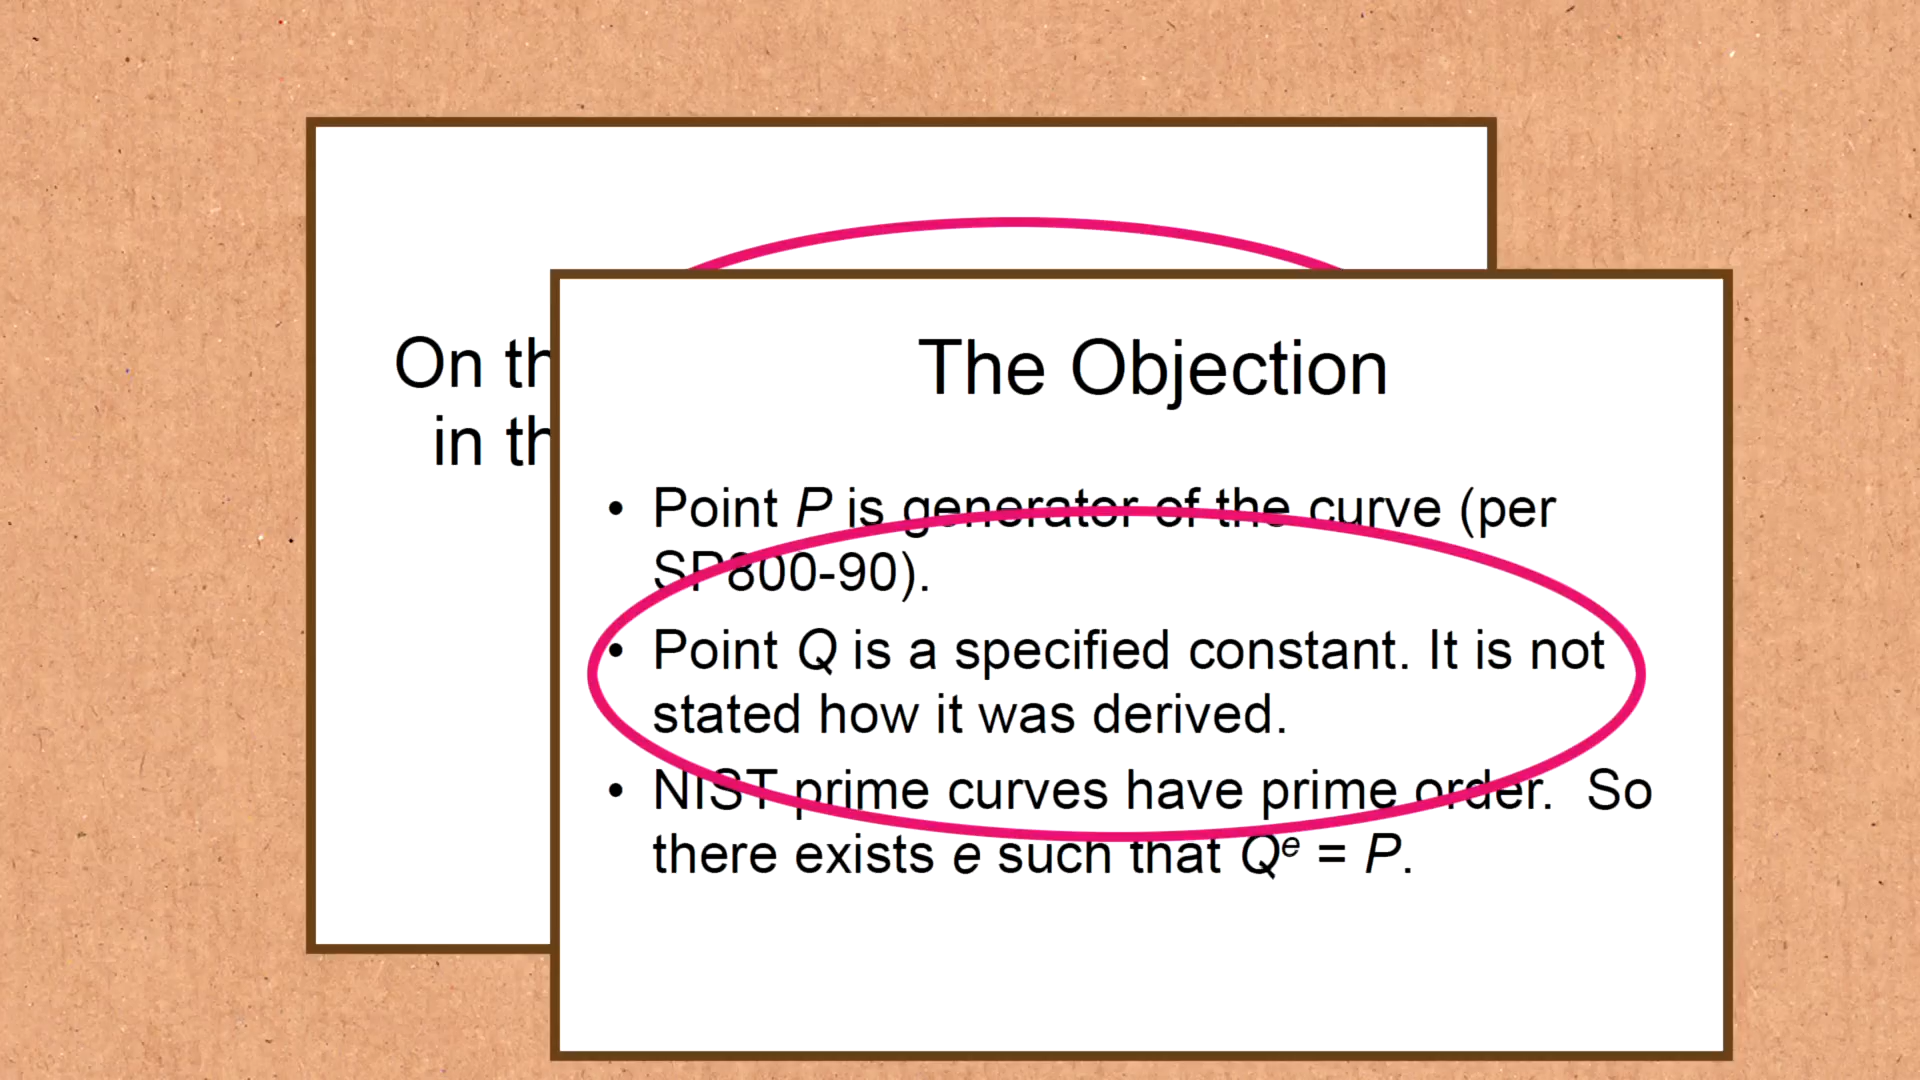 On th
in th
The Objection
• Point P is generator of the curve (per
SP800-90).
• Point Q is a specified constant. It is not
stated how it was derived.
• NIST prime curves have prime order. So
there exists e such that Qᵉ = P.